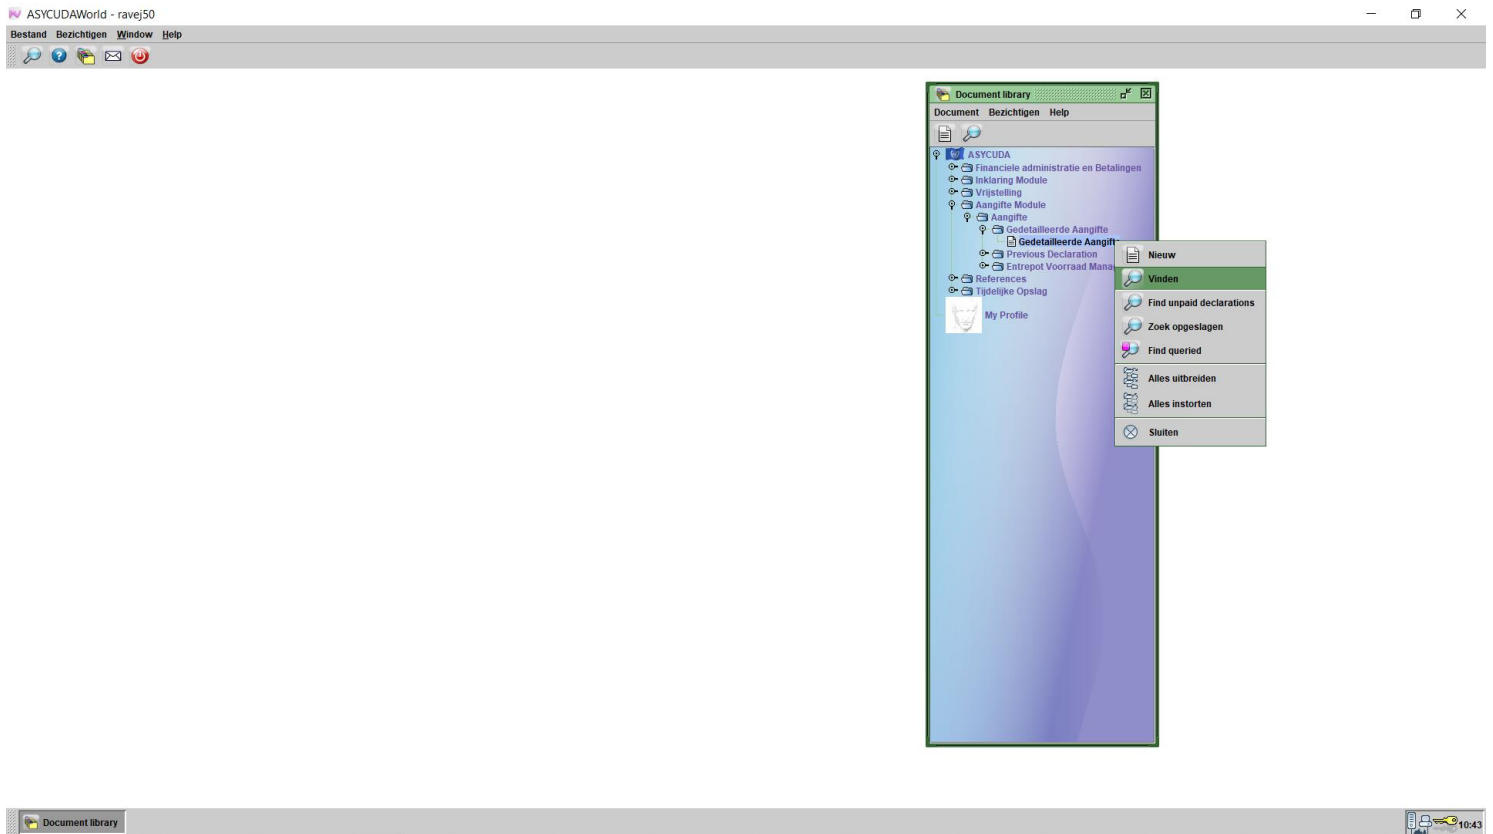 ASYCUDAWorld - ravej50
Bestand Bezichtigen Window Help
Document library
Document Bezichtigen Help
ASYCUDA
Financiele administratie en Betalingen
Inklaring Module
Vrijstelling
Aangifte Module
Aangifte
Gedetailleerde Aangifte
Gedetailleerde Aangifte
Previous Declaration
Entrepot Voorraad Mana
References
Tijdelijke Opslag
My Profile
Nieuw
Vinden
Find unpaid declarations
Zoek opgeslagen
Find queried
Alles uitbreiden
Alles instorten
Sluiten
Document library
10:43